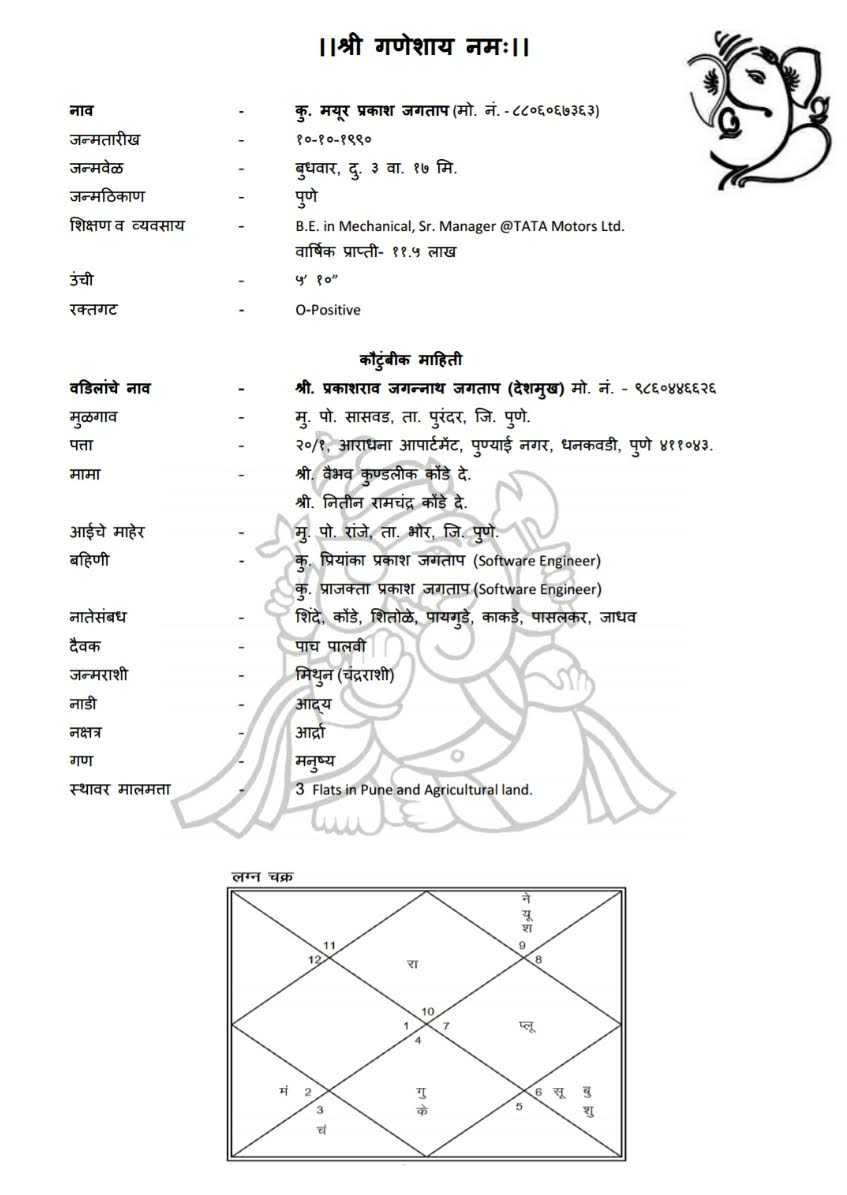 ||श्री गणेशाय नमः||
नाव - कु. मयूर प्रकाश जगताप (मो. नं. - ८८०६०६७३६३)
जन्मतारीख - १०-१०-१९९०
जन्मवेळ - बुधवार, दु. ३ वा. १७ मि.
जन्मठिकाण - पुणे
शिक्षण व व्यवसाय - B.E. in Mechanical, Sr. Manager @TATA Motors Ltd.
वार्षिक प्राप्ती- ११.५ लाख
उंची - ५’ १०”
रक्तगट - O-Positive
कौटुंबीक माहिती
वडिलांचे नाव - श्री. प्रकाशराव जगन्नाथ जगताप (देशमुख) मो. नं. - ९८६०४४६६२६
मुळगाव - मु. पो. सासवड, ता. पुरंदर, जि. पुणे.
पत्ता - २०/१, आराधना आपार्टमेंट, पुण्याई नगर, धनकवडी, पुणे ४११०४३.
मामा - श्री. वैभव कुण्डलीक कोंडे दे.
श्री. नितीन रामचंद्र कोंडे दे.
आईचे माहेर - मु. पो. रांजे, ता. भोर, जि. पुणे.
बहिणी - कु. प्रियांका प्रकाश जगताप (Software Engineer)
कु. प्राजक्ता प्रकाश जगताप (Software Engineer)
नातेसंबध - शिंदे, कोंडे, शितोळे, पायगुडे, काकडे, पासलकर, जाधव
दैवक - पाच पालवी
जन्मराशी - मिथुन (चंद्रराशी)
नाडी - आद्य
नक्षत्र - आर्द्रा
गण - मनुष्य
स्थावर मालमत्ता - 3 Flats in Pune and Agricultural land.
लग्न चक्र
ने
यू
श
11 9
12 रा 8
10
1 7 प्लू
4
मं 2 गु 6 सू बु
3 के 5 शु
चं